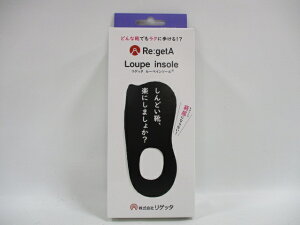 どんな靴でもラクに歩ける!?
Re:getA
Loupe insole
リゲッタ ルーペインソール®
しんどい靴、
楽にしましょか?
株式会社リゲッタ